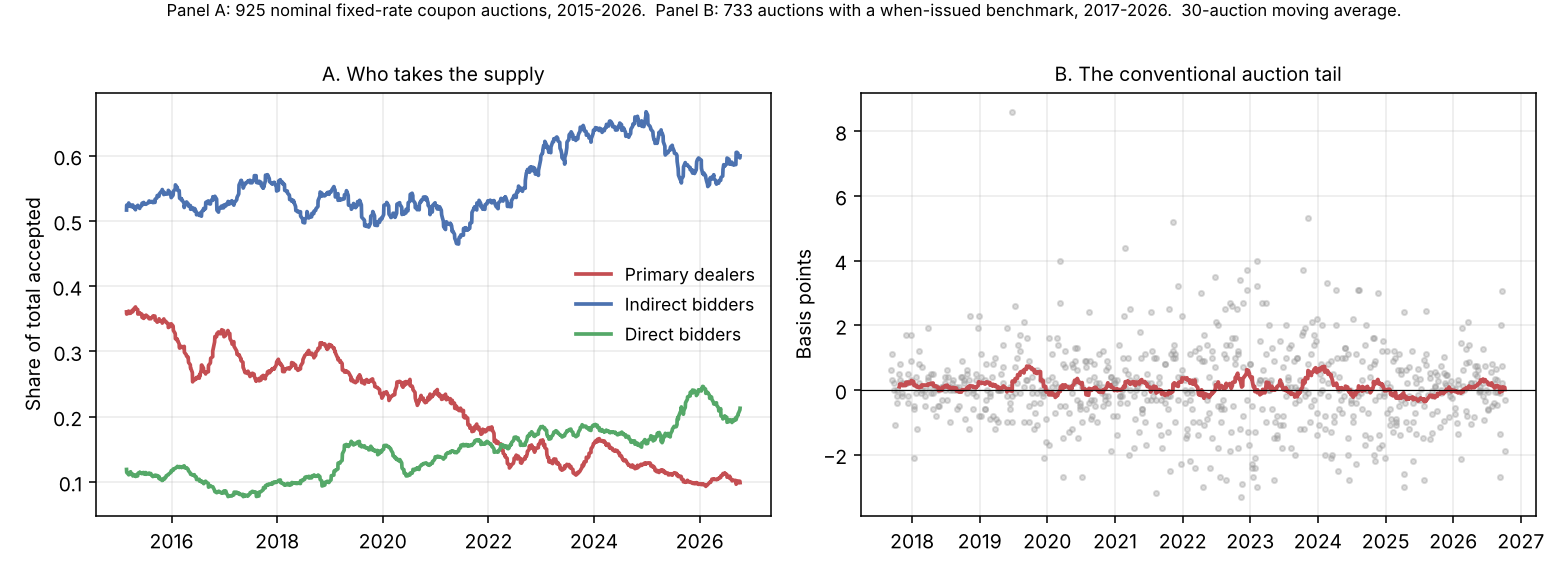 Panel A: 925 nominal fixed-rate coupon auctions, 2015-2026.  Panel B: 733 auctions with a when-issued benchmark, 2017-2026.  30-auction moving average.
A. Who takes the supply
Share of total accepted
0.6
0.5
0.4
0.3
0.2
0.1
Primary dealers
Indirect bidders
Direct bidders
2016 2018 2020 2022 2024 2026
B. The conventional auction tail
Basis points
8
6
4
2
0
−2
2018 2019 2020 2021 2022 2023 2024 2025 2026 2027